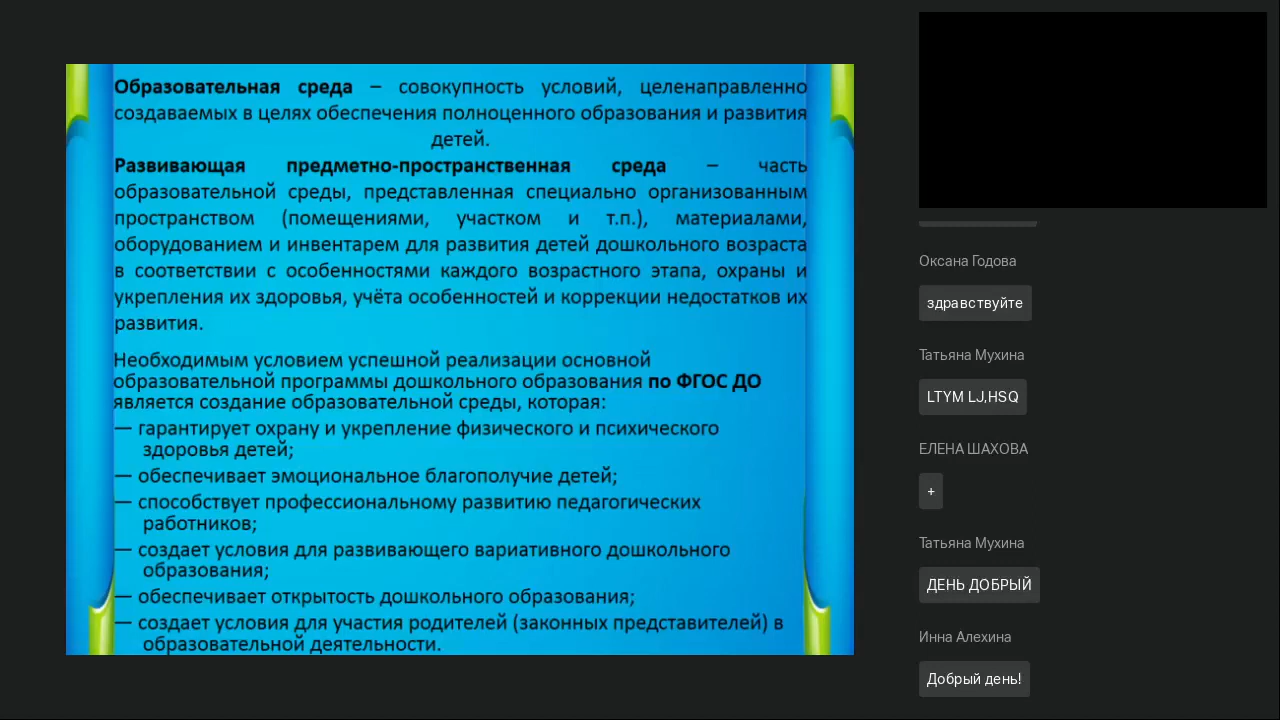 Образовательная среда – совокупность условий, целенаправленно
создаваемых в целях обеспечения полноценного образования и развития
детей.
Развивающая предметно-пространственная среда – часть
образовательной среды, представленная специально организованным
пространством (помещениями, участком и т.п.), материалами,
оборудованием и инвентарем для развития детей дошкольного возраста
в соответствии с особенностями каждого возрастного этапа, охраны и
укрепления их здоровья, учёта особенностей и коррекции недостатков их
развития.
Необходимым условием успешной реализации основной
образовательной программы дошкольного образования по ФГОС ДО
является создание образовательной среды, которая:
— гарантирует охрану и укрепление физического и психического
здоровья детей;
— обеспечивает эмоциональное благополучие детей;
— способствует профессиональному развитию педагогических
работников;
— создает условия для развивающего вариативного дошкольного
образования;
— обеспечивает открытость дошкольного образования;
— создает условия для участия родителей (законных представителей) в
образовательной деятельности.
Оксана Годова
здравствуйте
Татьяна Мухина
LTYM LJ,HSQ
ЕЛЕНА ШАХОВА
+
Татьяна Мухина
ДЕНЬ ДОБРЫЙ
Инна Алехина
Добрый день!